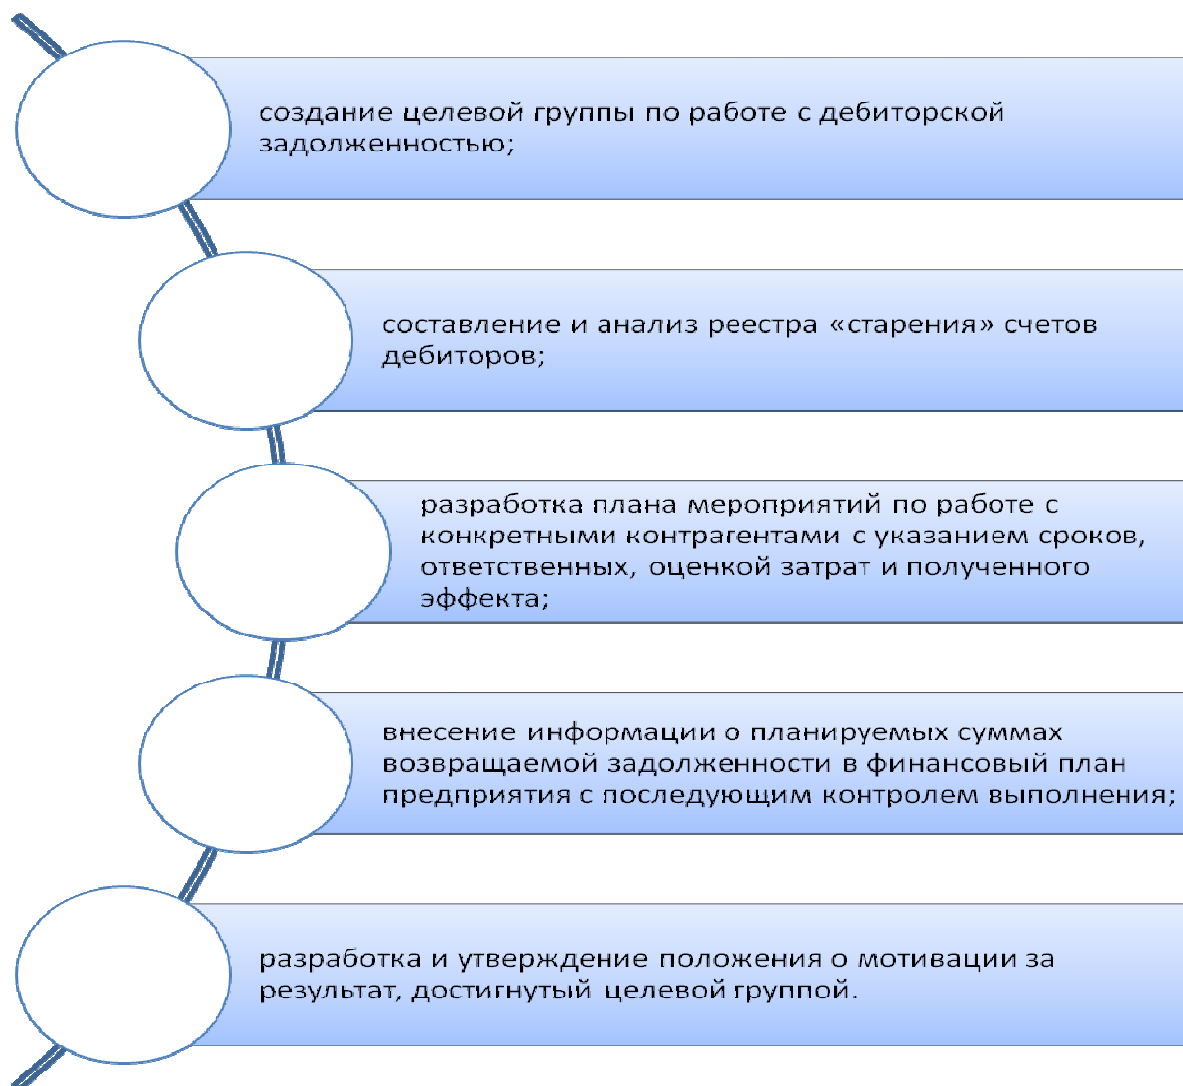 создание целевой группы по работе с дебиторской
задолженностью;
составление и анализ реестра «старения» счетов
дебиторов;
разработка плана мероприятий по работе с
конкретными контрагентами с указанием сроков,
ответственных, оценкой затрат и полученного
эффекта;
внесение информации о планируемых суммах
возвращаемой задолженности в финансовый план
предприятия с последующим контролем выполнения;
разработка и утверждение положения о мотивации за
результат, достигнутый целевой группой.